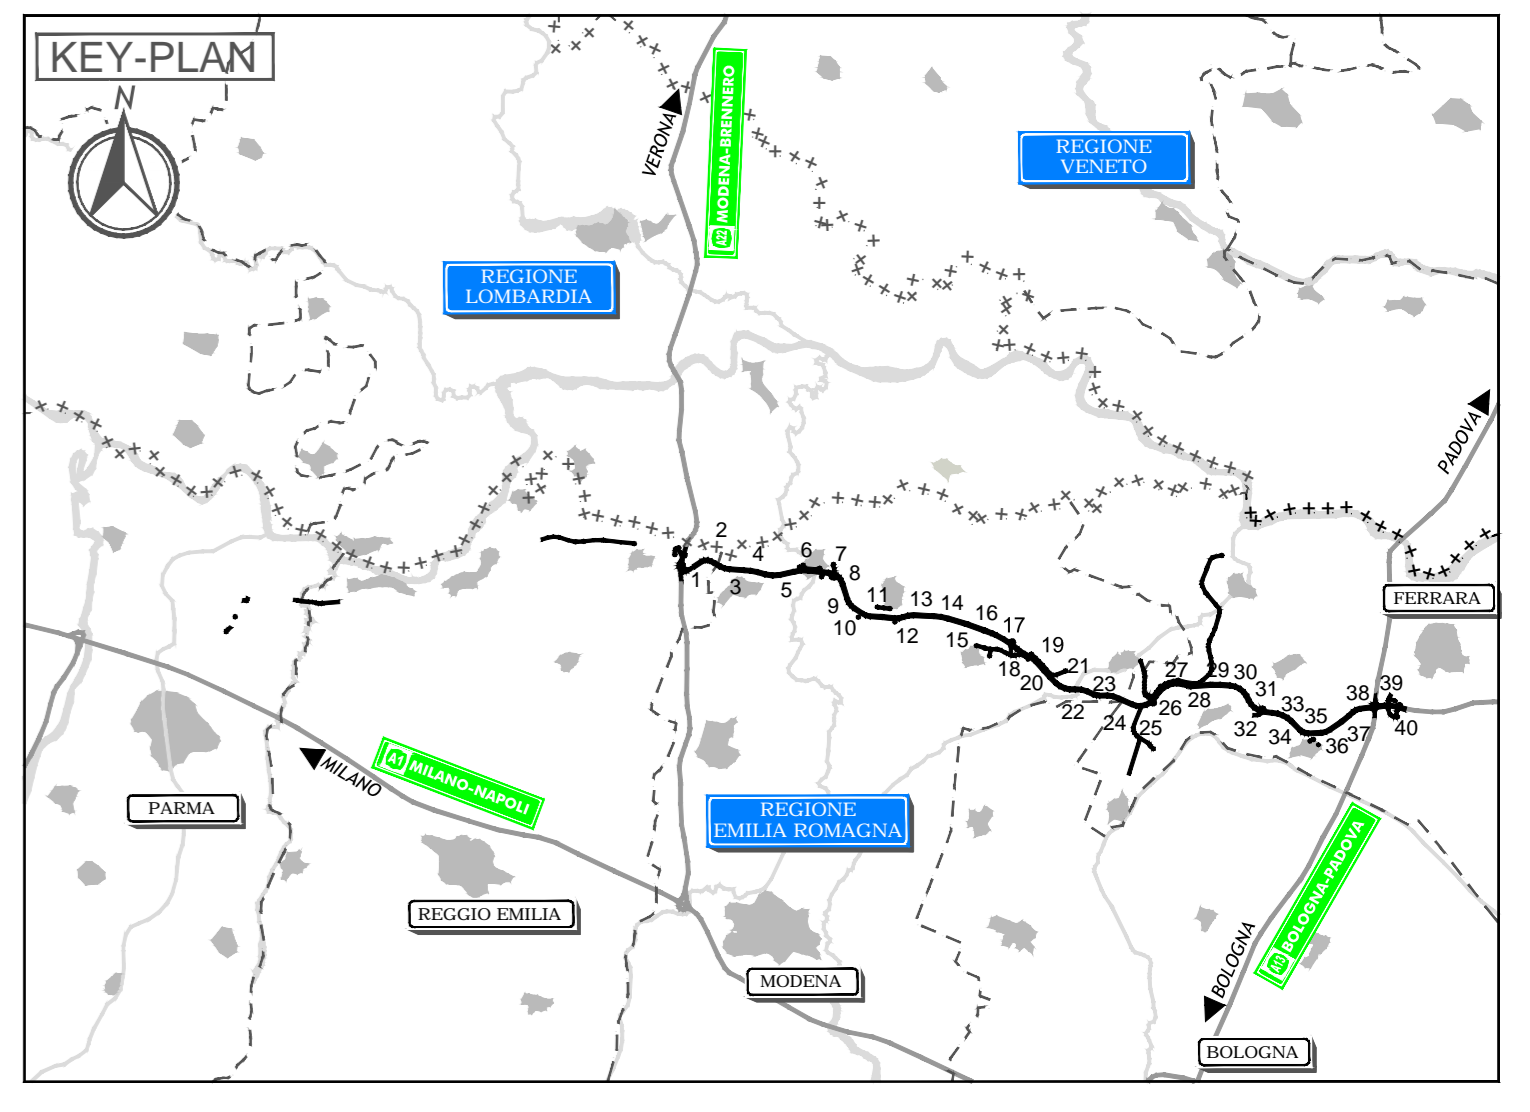 KEY-PLAN
N
VERONA
A22 MODENA-BRENNERO
REGIONE
VENETO
REGIONE
LOMBARDIA
PADOVA
FERRARA
1
2
3
4
5
6
7
8
9
10
11
12
13
14
15
16
17
18
19
20
21
22
23
24
25
26
27
28
29
30
31
32
33
34
35
36
37
38
39
40
MILANO
A1 MILANO-NAPOLI
PARMA
REGIONE
EMILIA ROMAGNA
REGGIO EMILIA
MODENA
A13 BOLOGNA-PADOVA
BOLOGNA
BOLOGNA